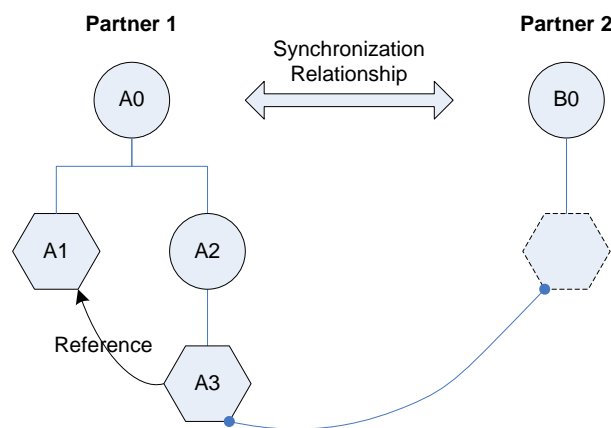 Partner 1
Partner 2
Synchronization
Relationship
A0
B0
A1
A2
Reference
A3